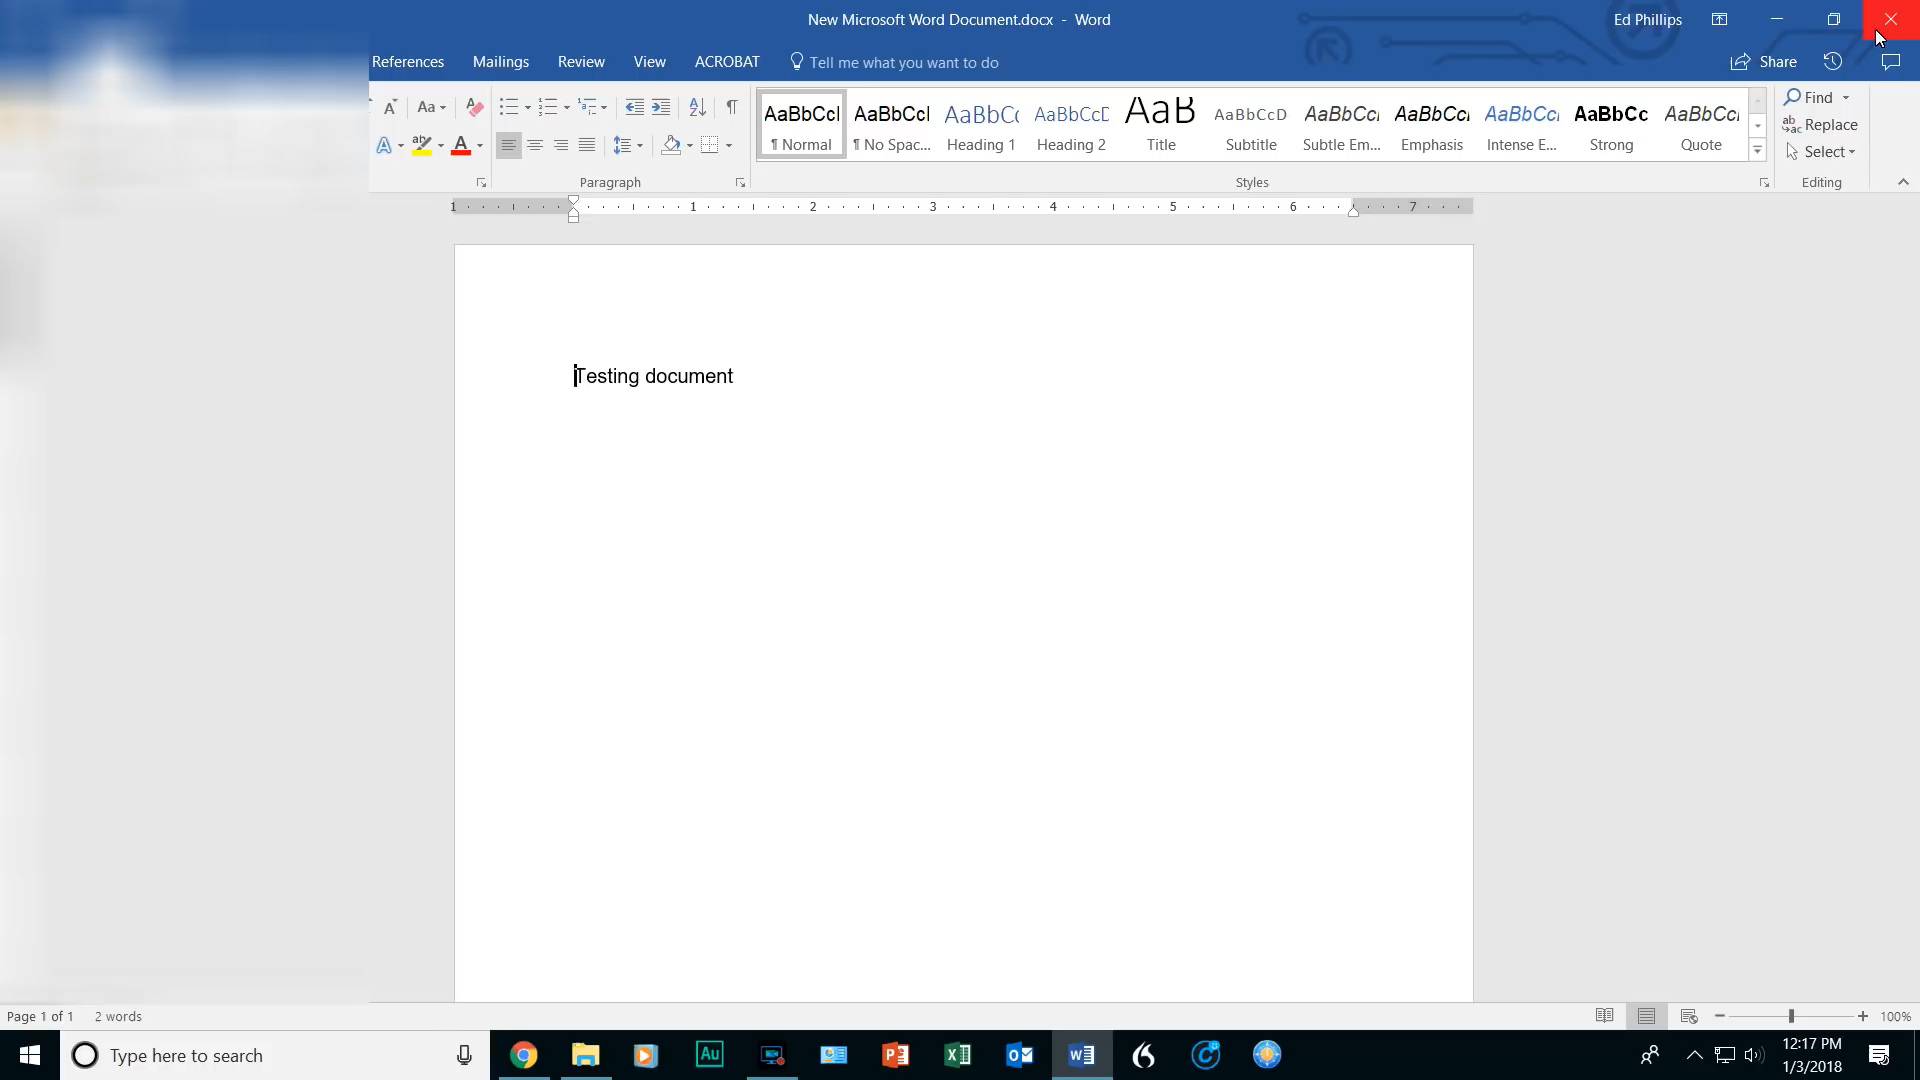 New Microsoft Word Document.docx - Word
Ed Phillips
References Mailings Review View ACROBAT Tell me what you want to do
Share
Aa
AaBbCcI AaBbCcI AaBbCc AaBbCcD AaB AaBbCcD AaBbCc AaBbCc AaBbCc AaBbCc AaBbCc
¶ Normal ¶ No Spac... Heading 1 Heading 2 Title Subtitle Subtle Em... Emphasis Intense E... Strong Quote
Find
Replace
Select
Paragraph Styles Editing
1 1 2 3 4 5 6 7
Testing document
Page 1 of 1 2 words
100%
Type here to search
12:17 PM
1/3/2018